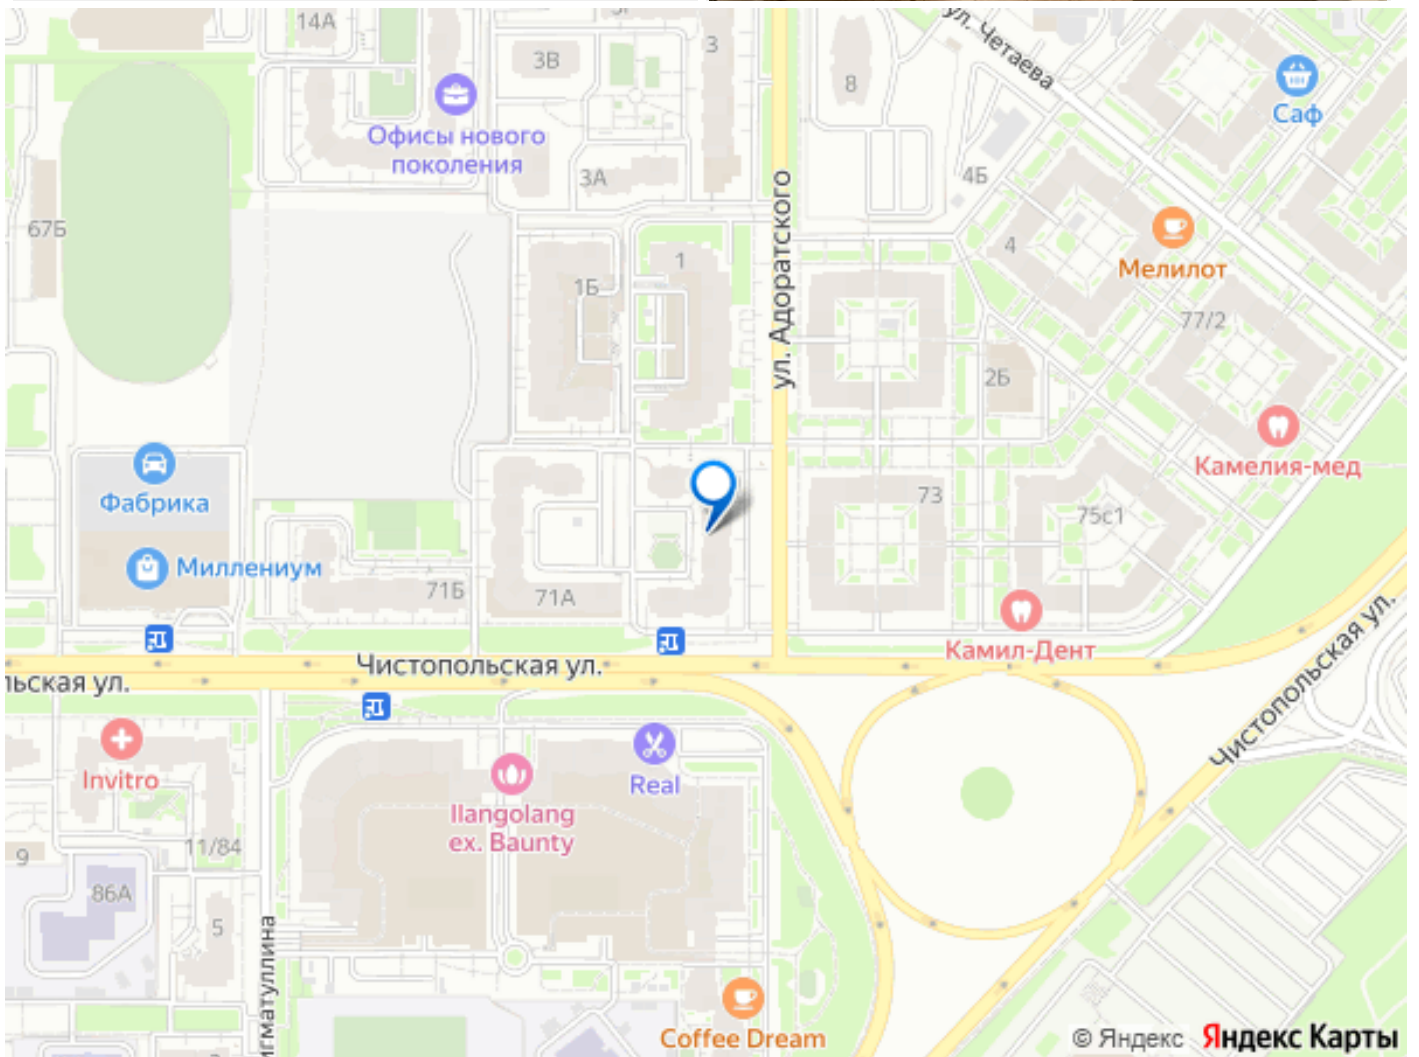 14А
3В
3
8
ул. Четаева
Саф
Офисы нового
поколения
3А
4Б
67Б
ул. Адоратского
Мелилот
4
1
1Б
77/2
2Б
Камелия-мед
Фабрика
73
75с1
Миллениум
71Б
71А
Камил-Дент
Чистопольская ул.
льская ул.
Чистопольская ул.
Invitro
Real
Ilangolang
ex. Baunty
11/84
9
86А
5
игматуллина
Coffee Dream
© Яндекс Яндекс Карты